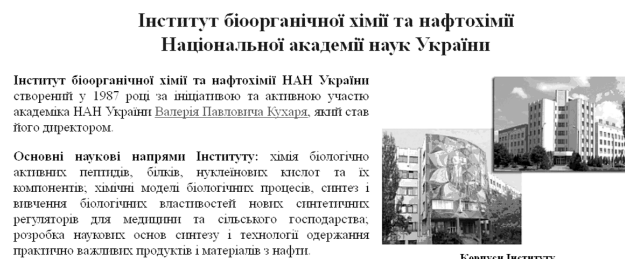 Інститут біоорганічної хімії та нафтохімії
Національної академії наук України
Інститут біоорганічної хімії та нафтохімії НАН України
створений у 1987 році за ініціативою та активною участю
академіка НАН України Валерія Павловича Кухаря, який став
його директором.
Основні наукові напрями Інституту: хімія біологічно
активних пептидів, білків, нуклеїнових кислот та їх
компонентів; хімічні моделі біологічних процесів, синтез і
вивчення біологічних властивостей нових синтетичних
регуляторів для медицини та сільського господарства;
розробка наукових основ синтезу і технології одержання
практично важливих продуктів і матеріалів з нафти.
Корпуси Інституту